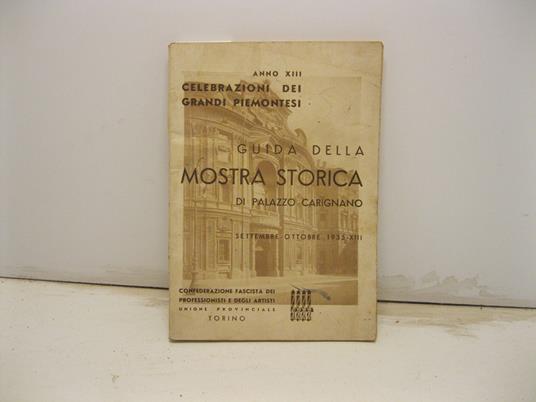 ANNO XIII
CELEBRAZIONI DEI
GRANDI PIEMONTESI
GUIDA DELLA
MOSTRA STORICA
DI PALAZZO CARIGNANO
SETTEMBRE-OTTOBRE 1935-XIII
CONFEDERAZIONE FASCISTA DEI
PROFESSIONISTI E DEGLI ARTISTI
UNIONE PROVINCIALE
TORINO